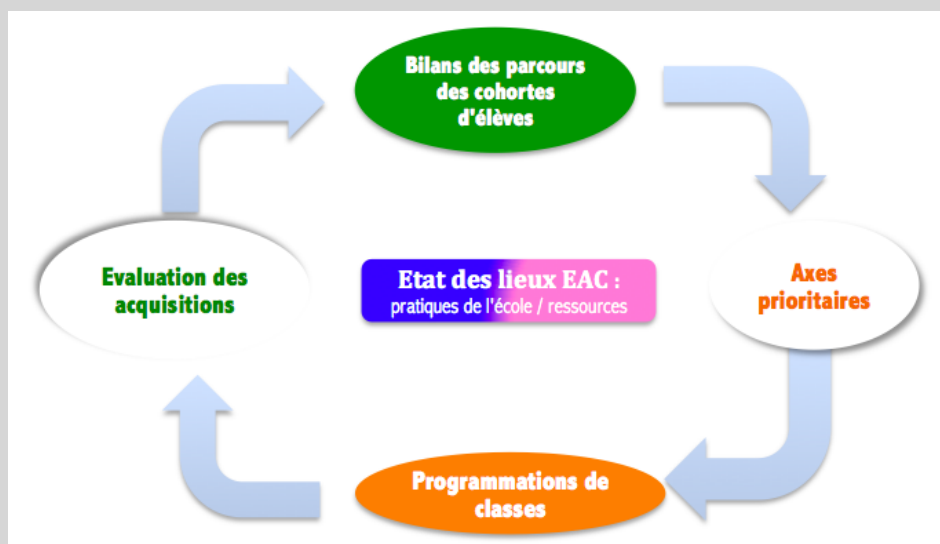 Bilans des parcours
des cohortes
d'élèves
Evaluation des
acquisitions
Etat des lieux EAC :
pratiques de l'école / ressources
Axes
prioritaires
Programmations de
classes